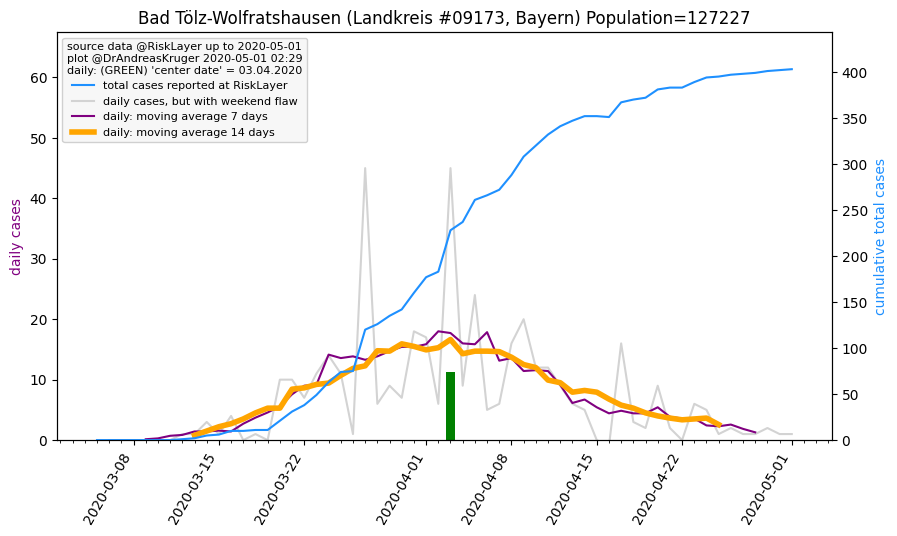 Bad Tölz-Wolfratshausen (Landkreis #09173, Bayern) Population=127227
source data @RiskLayer up to 2020-05-01
plot @DrAndreasKruger 2020-05-01 02:29
daily: (GREEN) 'center date' = 03.04.2020
total cases reported at RiskLayer
daily cases, but with weekend flaw
daily: moving average 7 days
daily: moving average 14 days
daily cases
60
50
40
30
20
10
0
cumulative total cases
400
350
300
250
200
150
100
50
0
2020-03-08
2020-03-15
2020-03-22
2020-04-01
2020-04-08
2020-04-15
2020-04-22
2020-05-01